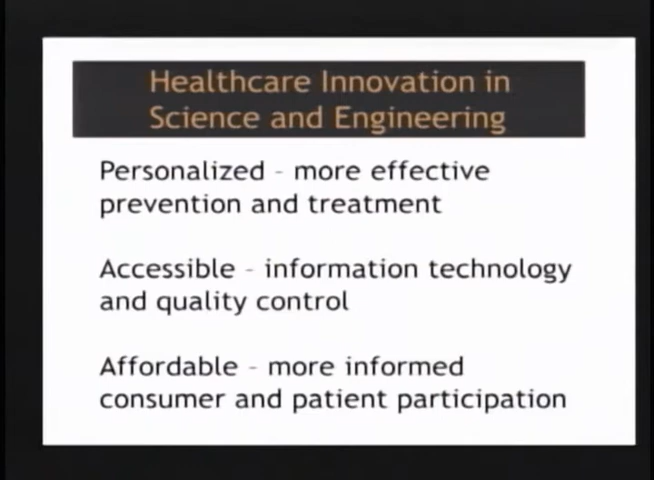 Healthcare Innovation in
Science and Engineering
Personalized - more effective
prevention and treatment
Accessible - information technology
and quality control
Affordable - more informed
consumer and patient participation